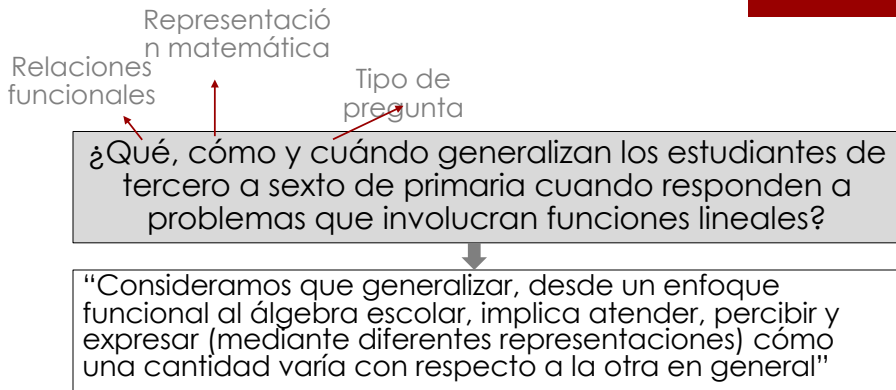 Representació
n matemática
Relaciones
funcionales
Tipo de
pregunta
¿Qué, cómo y cuándo generalizan los estudiantes de
tercero a sexto de primaria cuando responden a
problemas que involucran funciones lineales?
“Consideramos que generalizar, desde un enfoque
funcional al álgebra escolar, implica atender, percibir y
expresar (mediante diferentes representaciones) cómo
una cantidad varía con respecto a la otra en general”